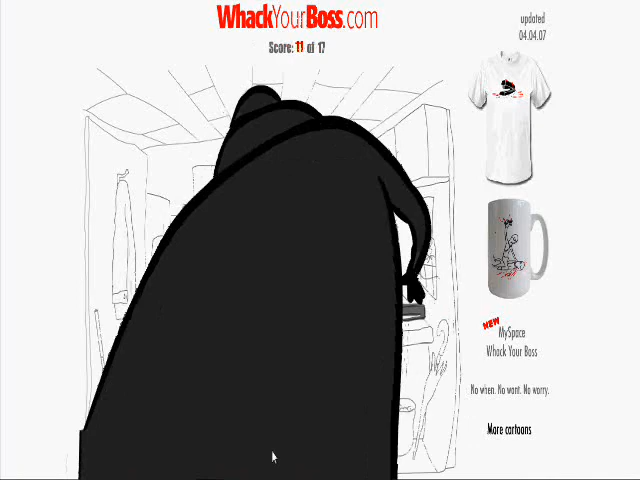 WhackYourBoss.com
Score: 11 of 17
updated
04.04.07
NEW
MySpace
Whack Your Boss
No when. No want. No worry.
More cartoons